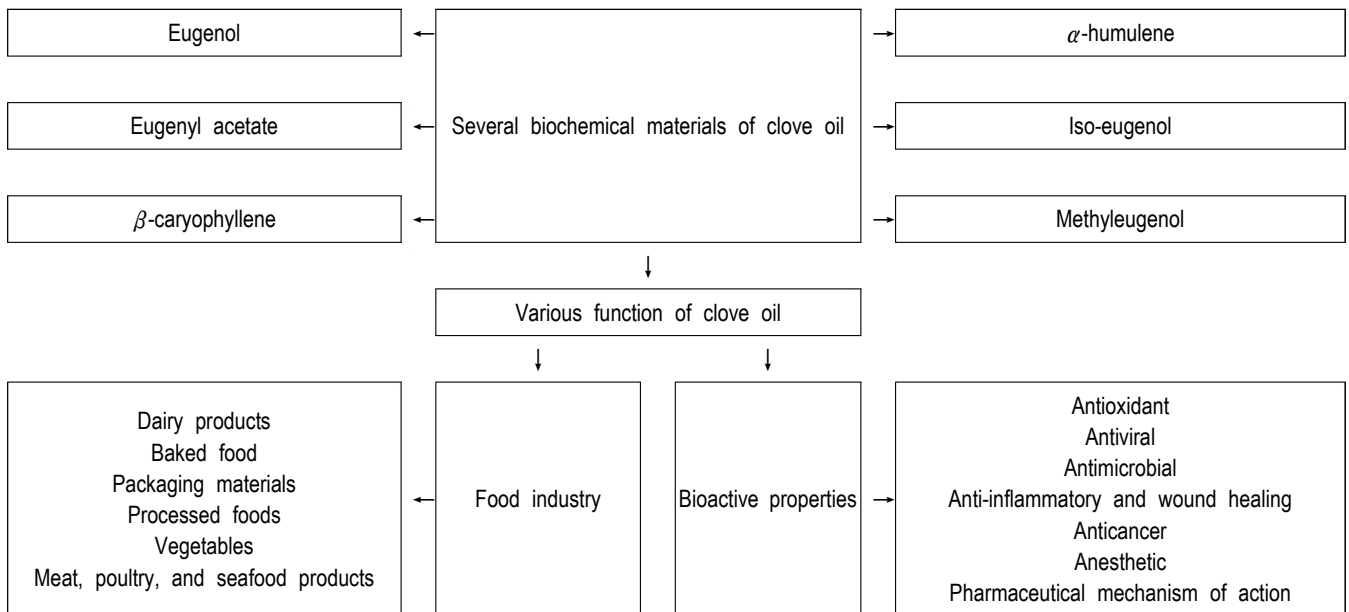 Eugenol
Several biochemical materials of clove oil
α-humulene
Eugenyl acetate
Iso-eugenol
β-caryophyllene
Methyleugenol
Various function of clove oil
Dairy products
Baked food
Packaging materials
Processed foods
Vegetables
Meat, poultry, and seafood products
Food industry
Bioactive properties
Antioxidant
Antiviral
Antimicrobial
Anti-inflammatory and wound healing
Anticancer
Anesthetic
Pharmaceutical mechanism of action